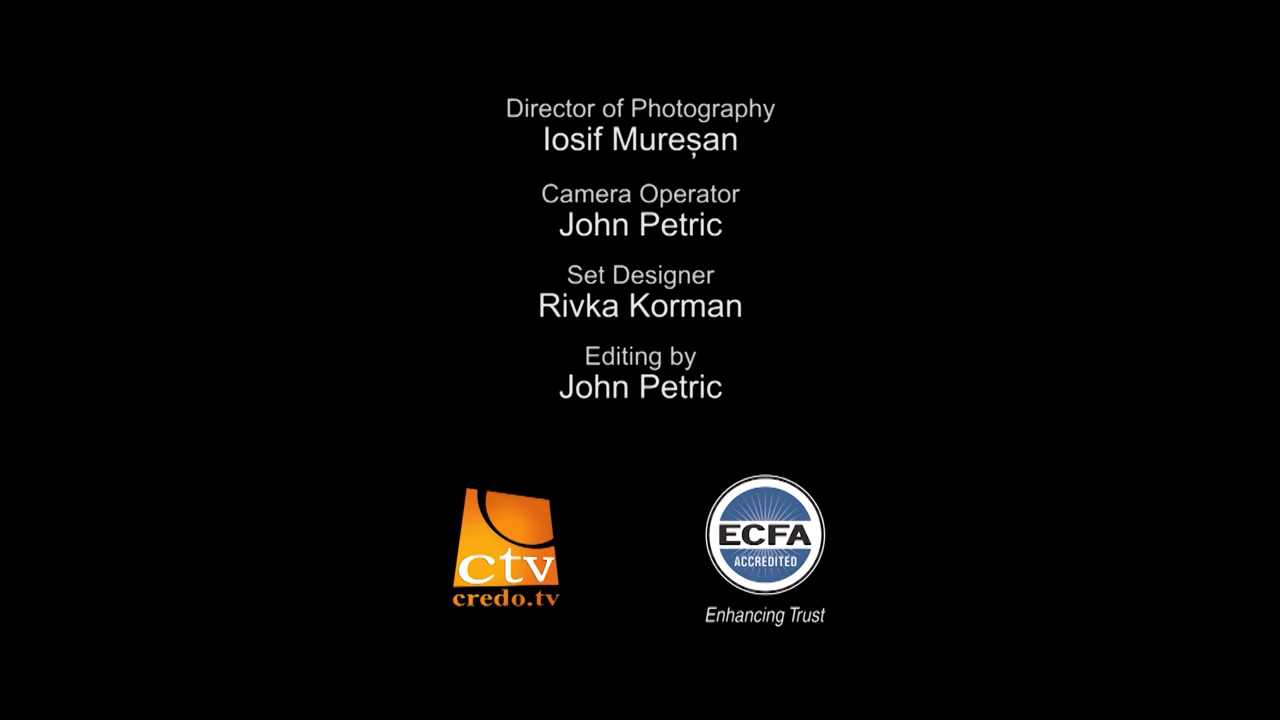 Director of Photography
Iosif Mureșan
Camera Operator
John Petric
Set Designer
Rivka Korman
Editing by
John Petric
ctv
credo.tv
ECFA
ACCREDITED
Enhancing Trust